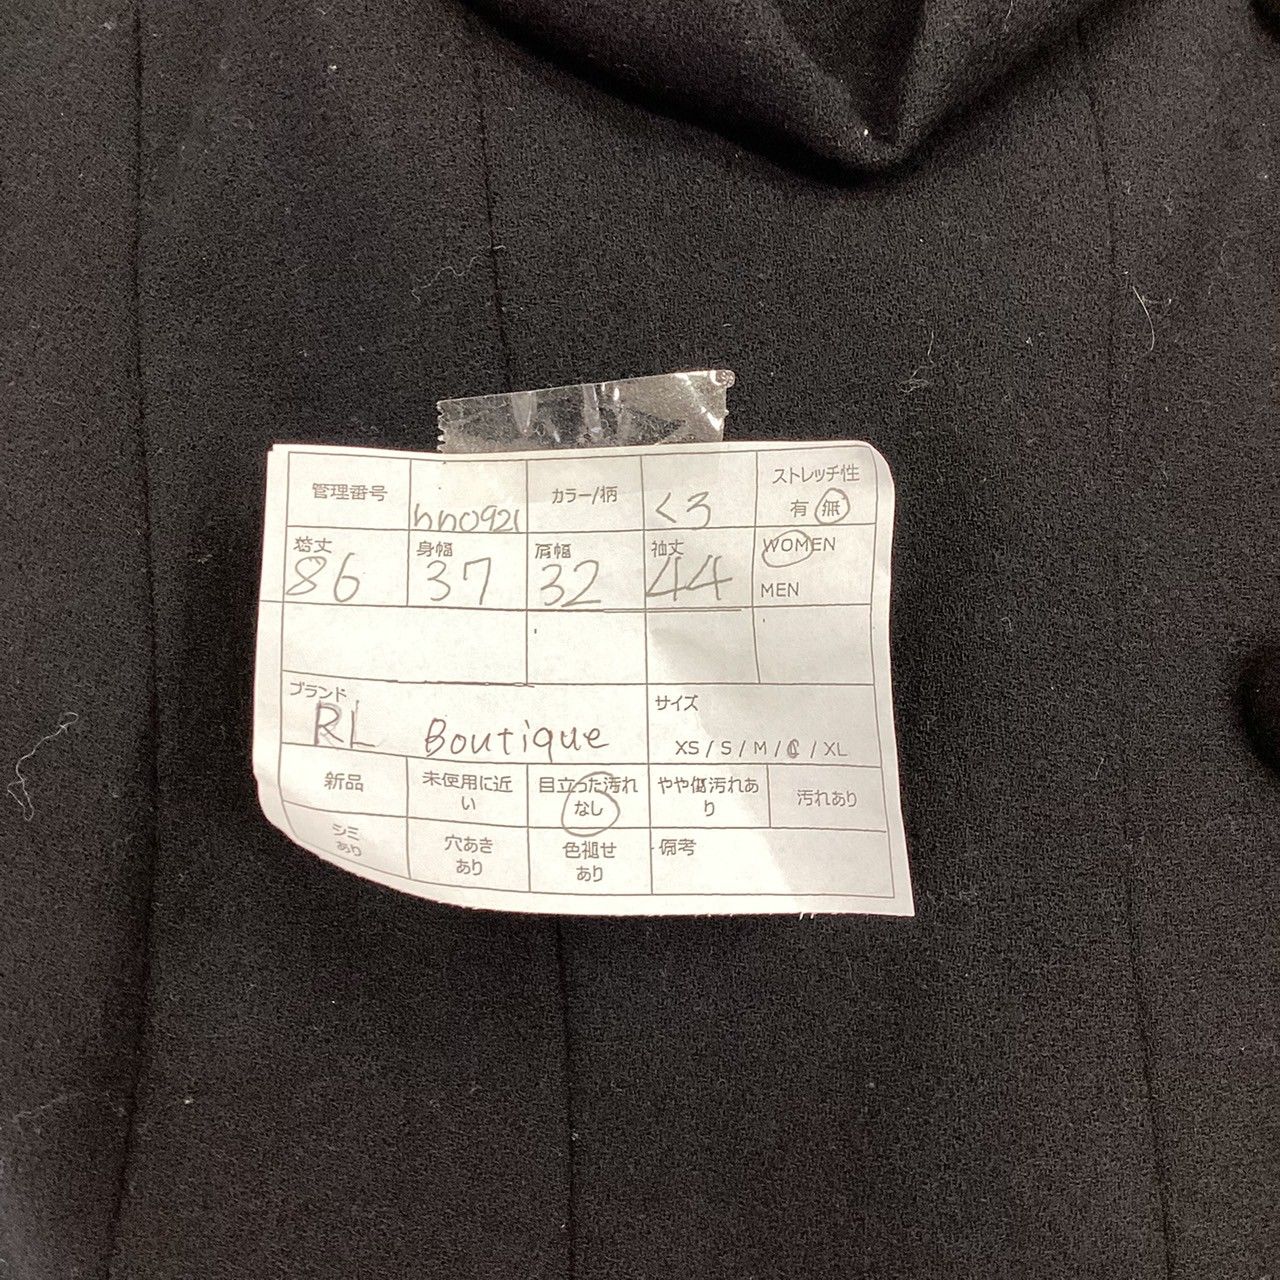 管理番号 hn0921 カラー/柄 くろ ストレッチ性
有 無
着丈 身幅 肩幅 袖丈 WOMEN
86 37 32 44 MEN
ブランド サイズ
RL Boutique XS / S / M / L / XL
新品 未使用に近い 目立った汚れなし やや傷汚れあり 汚れあり
シミあり 穴あきあり 色褪せあり 備考